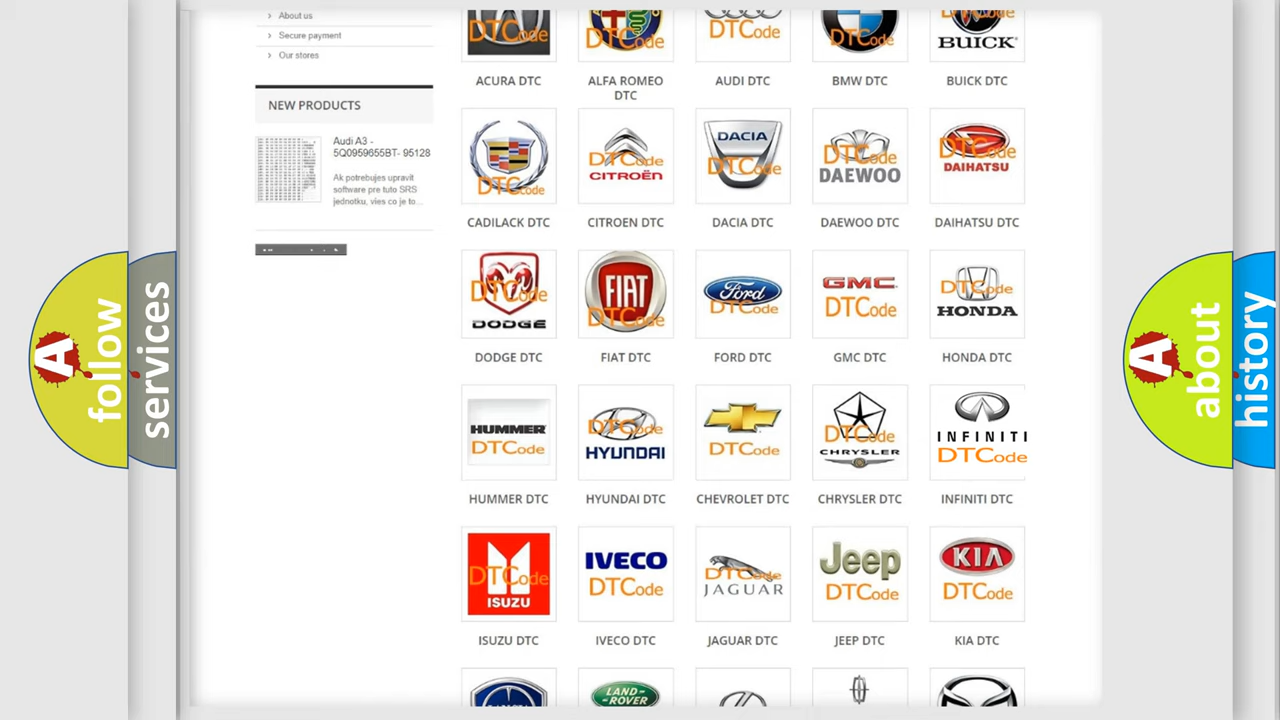 About us
Secure payment
Our stores
NEW PRODUCTS
Audi A3 -
5Q0959655BT- 95128
Ak potrebujes upravit
software pre tuto SRS
jednotku, vies co je to...
DTCode
DTCode
DTCode
DTCode
BUICK
ACURA DTC
ALFA ROMEO
DTC
AUDI DTC
BMW DTC
BUICK DTC
DTCode
DTCode
CITROËN
DACIA
DTCode
DTCode
DAEWOO
DTCode
DAIHATSU
CADILACK DTC
CITROEN DTC
DACIA DTC
DAEWOO DTC
DAIHATSU DTC
DTCode
DODGE
FIAT
DTCode
Ford
DTCode
GMC
DTCode
DTCode
HONDA
DODGE DTC
FIAT DTC
FORD DTC
GMC DTC
HONDA DTC
HUMMER
DTCode
DTCode
HYUNDAI
DTCode
DTCode
CHRYSLER
INFINITI
DTCode
HUMMER DTC
HYUNDAI DTC
CHEVROLET DTC
CHRYSLER DTC
INFINITI DTC
DTCode
ISUZU
IVECO
DTCode
DTCode
JAGUAR
Jeep
DTCode
KIA
DTCode
ISUZU DTC
IVECO DTC
JAGUAR DTC
JEEP DTC
KIA DTC
LAND-
ROVER
A
follow
services
A
about
history